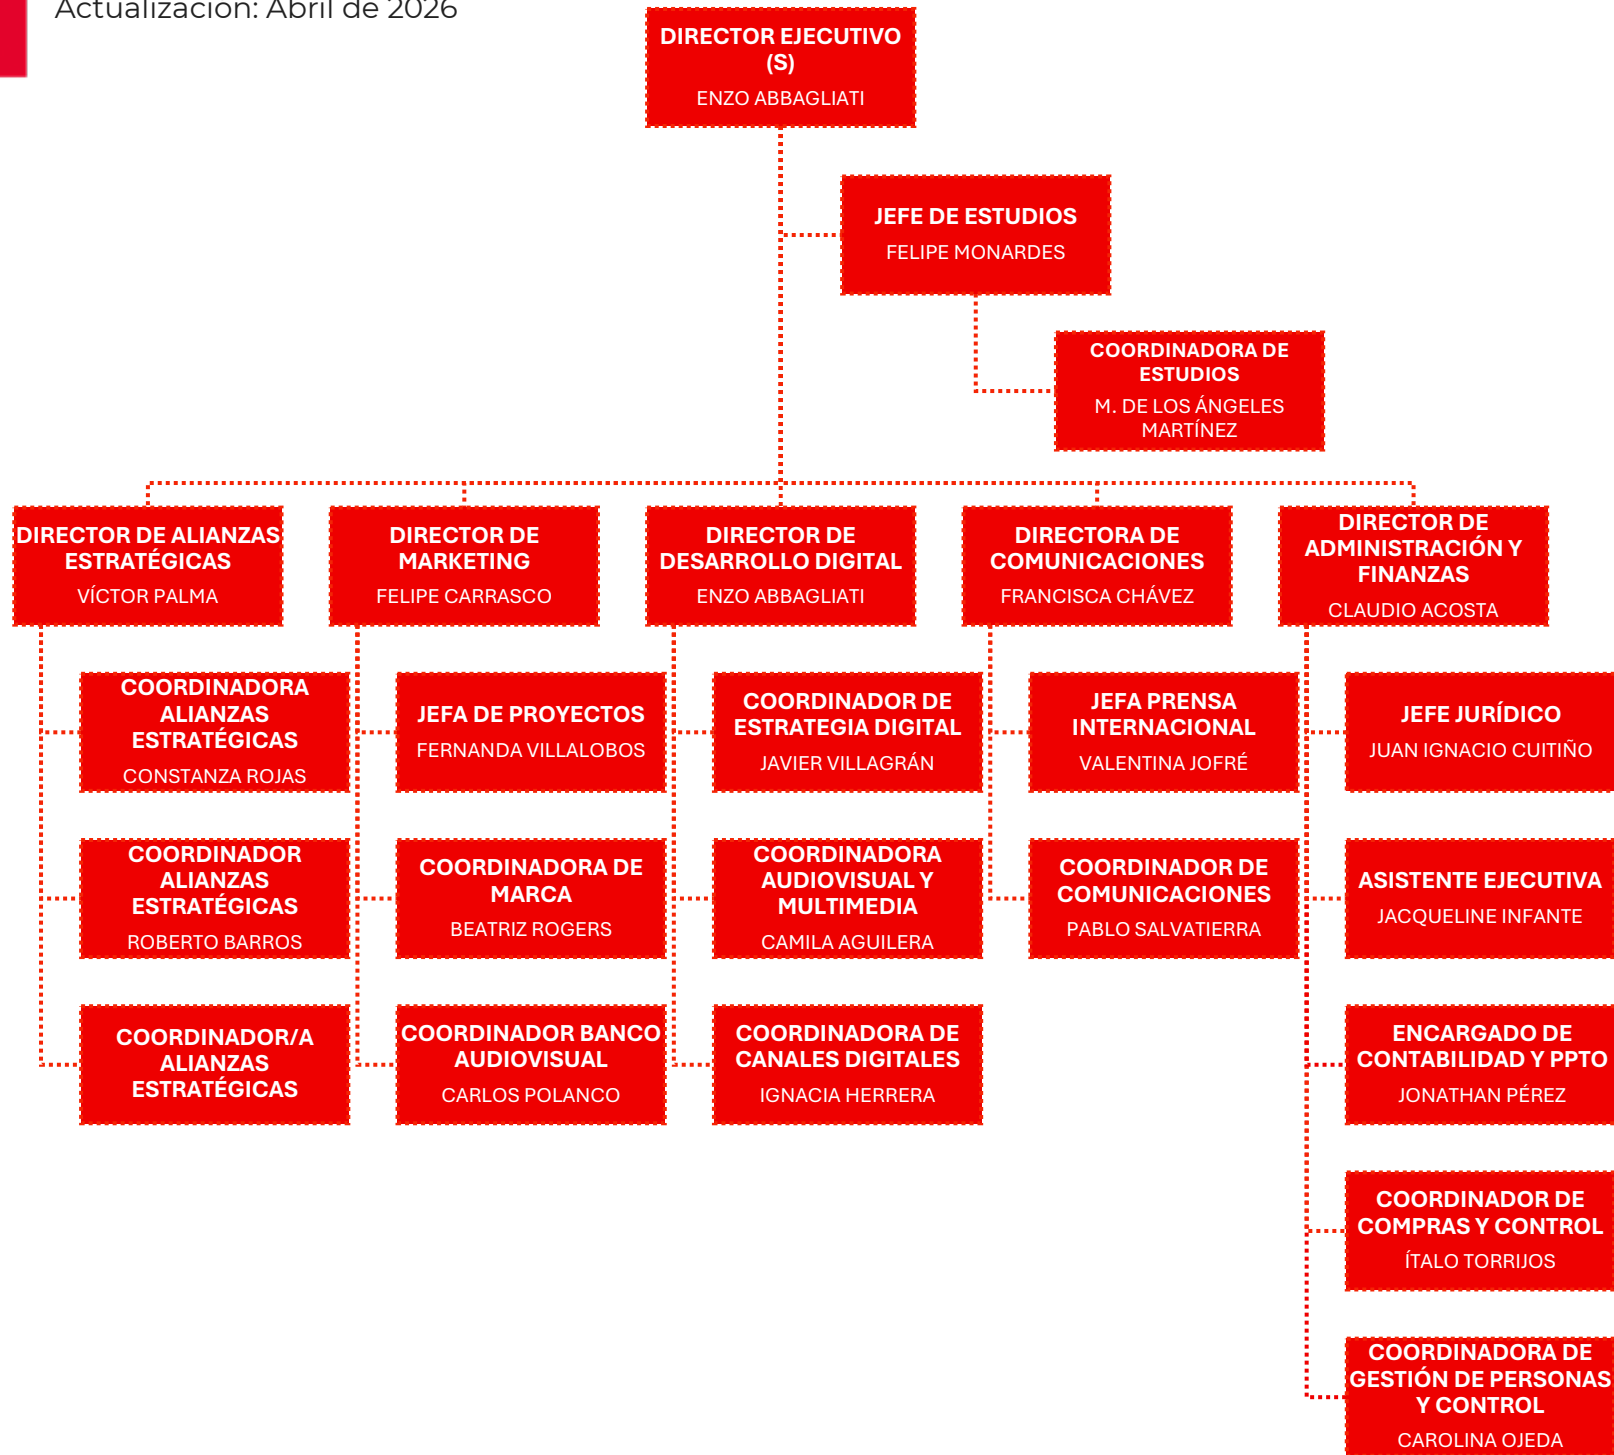 Actualización: Abril de 2026
DIRECTOR EJECUTIVO
(S)
ENZO ABBAGLIATI
JEFE DE ESTUDIOS
FELIPE MONARDES
COORDINADORA DE
ESTUDIOS
M. DE LOS ÁNGELES
MARTÍNEZ
DIRECTOR DE ALIANZAS
ESTRATÉGICAS
VÍCTOR PALMA
COORDINADORA
ALIANZAS
ESTRATÉGICAS
CONSTANZA ROJAS
COORDINADOR
ALIANZAS
ESTRATÉGICAS
ROBERTO BARROS
COORDINADOR/A
ALIANZAS
ESTRATÉGICAS
DIRECTOR DE
MARKETING
FELIPE CARRASCO
JEFA DE PROYECTOS
FERNANDA VILLALOBOS
COORDINADORA DE
MARCA
BEATRIZ ROGERS
COORDINADOR BANCO
AUDIOVISUAL
CARLOS POLANCO
DIRECTOR DE
DESARROLLO DIGITAL
ENZO ABBAGLIATI
COORDINADOR DE
ESTRATEGIA DIGITAL
JAVIER VILLAGRÁN
COORDINADORA
AUDIOVISUAL Y
MULTIMEDIA
CAMILA AGUILERA
COORDINADORA DE
CANALES DIGITALES
IGNACIA HERRERA
DIRECTORA DE
COMUNICACIONES
FRANCISCA CHÁVEZ
JEFA PRENSA
INTERNACIONAL
VALENTINA JOFRÉ
COORDINADOR DE
COMUNICACIONES
PABLO SALVATIERRA
DIRECTOR DE
ADMINISTRACIÓN Y
FINANZAS
CLAUDIO ACOSTA
JEFE JURÍDICO
JUAN IGNACIO CUITIÑO
ASISTENTE EJECUTIVA
JACQUELINE INFANTE
ENCARGADO DE
CONTABILIDAD Y PPTO
JONATHAN PÉREZ
COORDINADOR DE
COMPRAS Y CONTROL
ÍTALO TORRIJOS
COORDINADORA DE
GESTIÓN DE PERSONAS
Y CONTROL
CAROLINA OJEDA